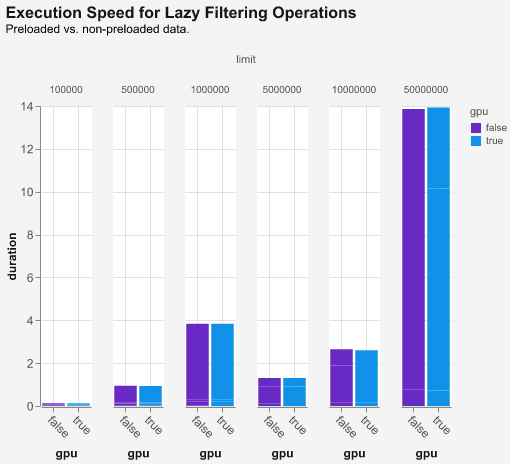 Execution Speed for Lazy Filtering Operations
Preloaded vs. non-preloaded data.
limit
100000 500000 1000000 5000000 10000000 50000000
gpu
false
true
14
12
10
8
6
4
2
0
duration
false true false true false true false true false true false true
gpu gpu gpu gpu gpu gpu